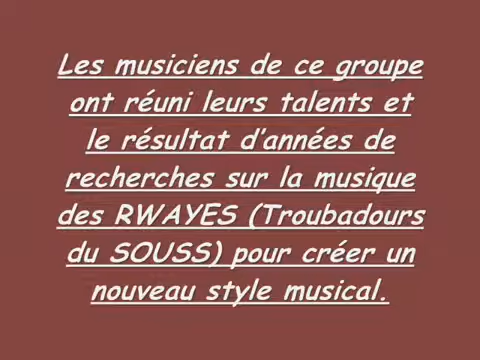 Les musiciens de ce groupe
ont réuni leurs talents et
le résultat d’années de
recherches sur la musique
des RWAYES (Troubadours
du SOUSS) pour créer un
nouveau style musical.